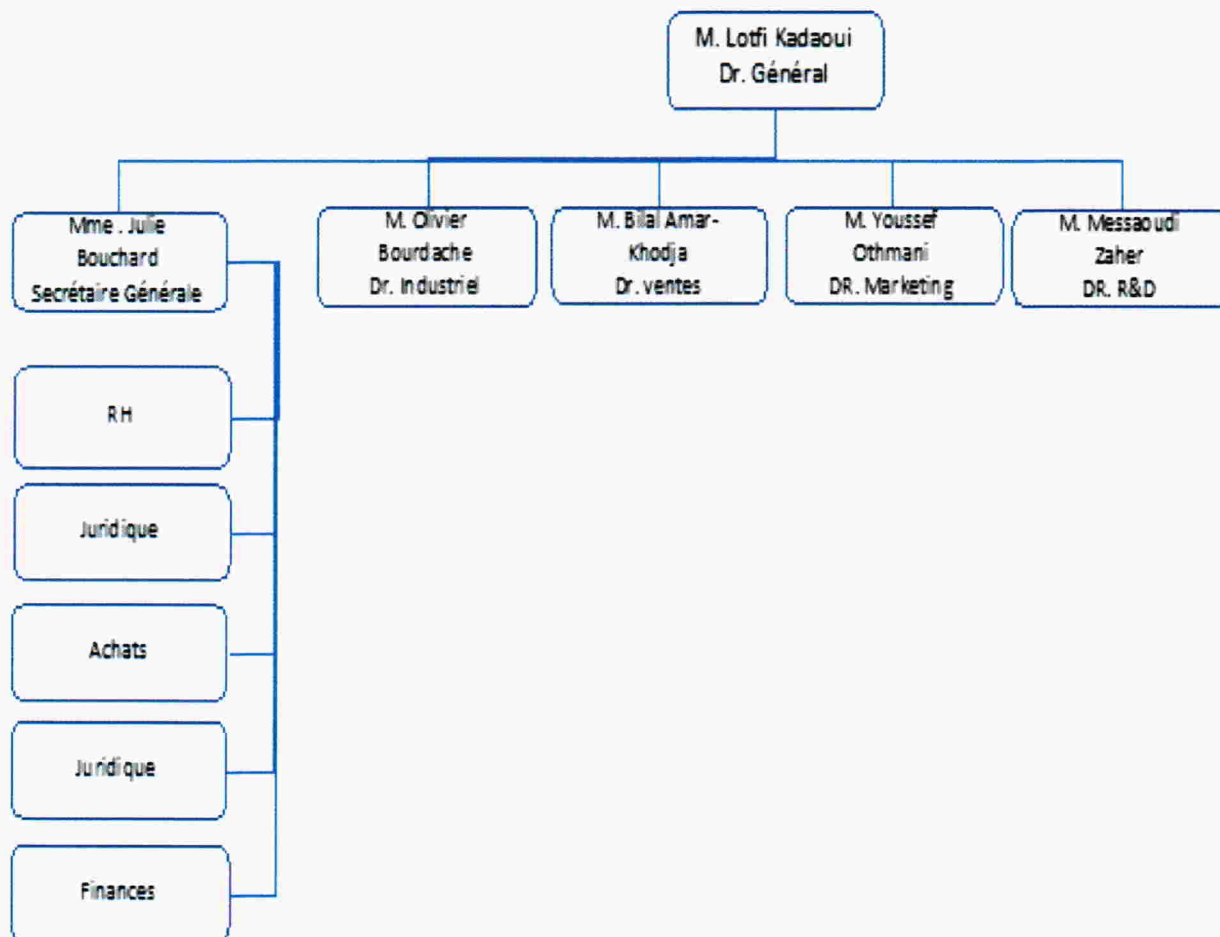 M. Lotfi Kadaoui
Dr. Général
Mme . Julie
Bouchard
Secrétaire Générale
M. Olivier
Bourdache
Dr. Industriel
M. Bilal Amar-
Khodja
Dr. ventes
M. Youssef
Othmani
DR. Marketing
M. Messaoudi
Zaher
DR. R&D
RH
Juridique
Achats
Juridique
Finances